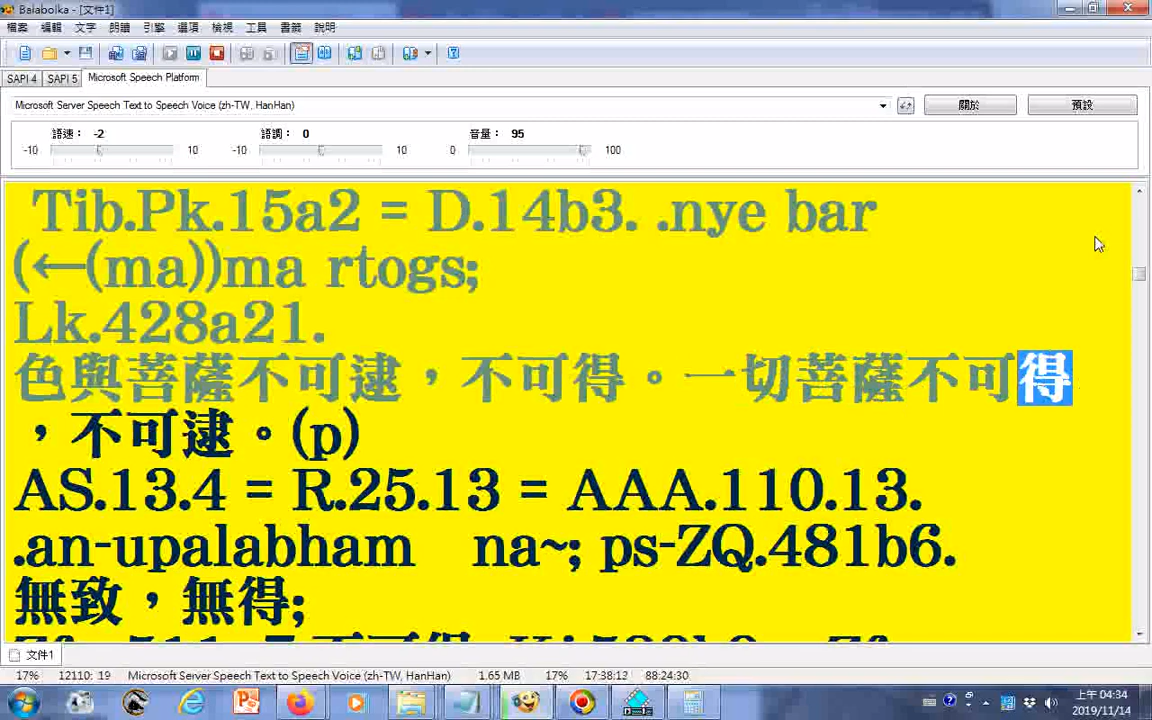 Balabolka - [文件1]
檔案 編輯 文字 朗讀 引擎 選項 檢視 工具 書籤 說明
SAPI 4 SAPI 5 Microsoft Speech Platform
Microsoft Server Speech Text to Speech Voice (zh-TW, HanHan) 關於 預設
語速： -2 語調： 0 音量： 95
-10 10 -10 10 0 100
Tib.Pk.15a2 = D.14b3. .nye bar
(←(ma))ma rtogs;
Lk.428a21.
色與菩薩不可逮，不可得。一切菩薩不可得
，不可逮。(p)
AS.13.4 = R.25.13 = AAA.110.13.
.an-upalabham na~; ps-ZQ.481b6.
無致，無得;
文件1
17% 12110: 19 Microsoft Server Speech Text to Speech Voice (zh-TW, HanHan) 1.65 MB 17% 17:38:12 88:24:30
上午 04:34
2019/11/14